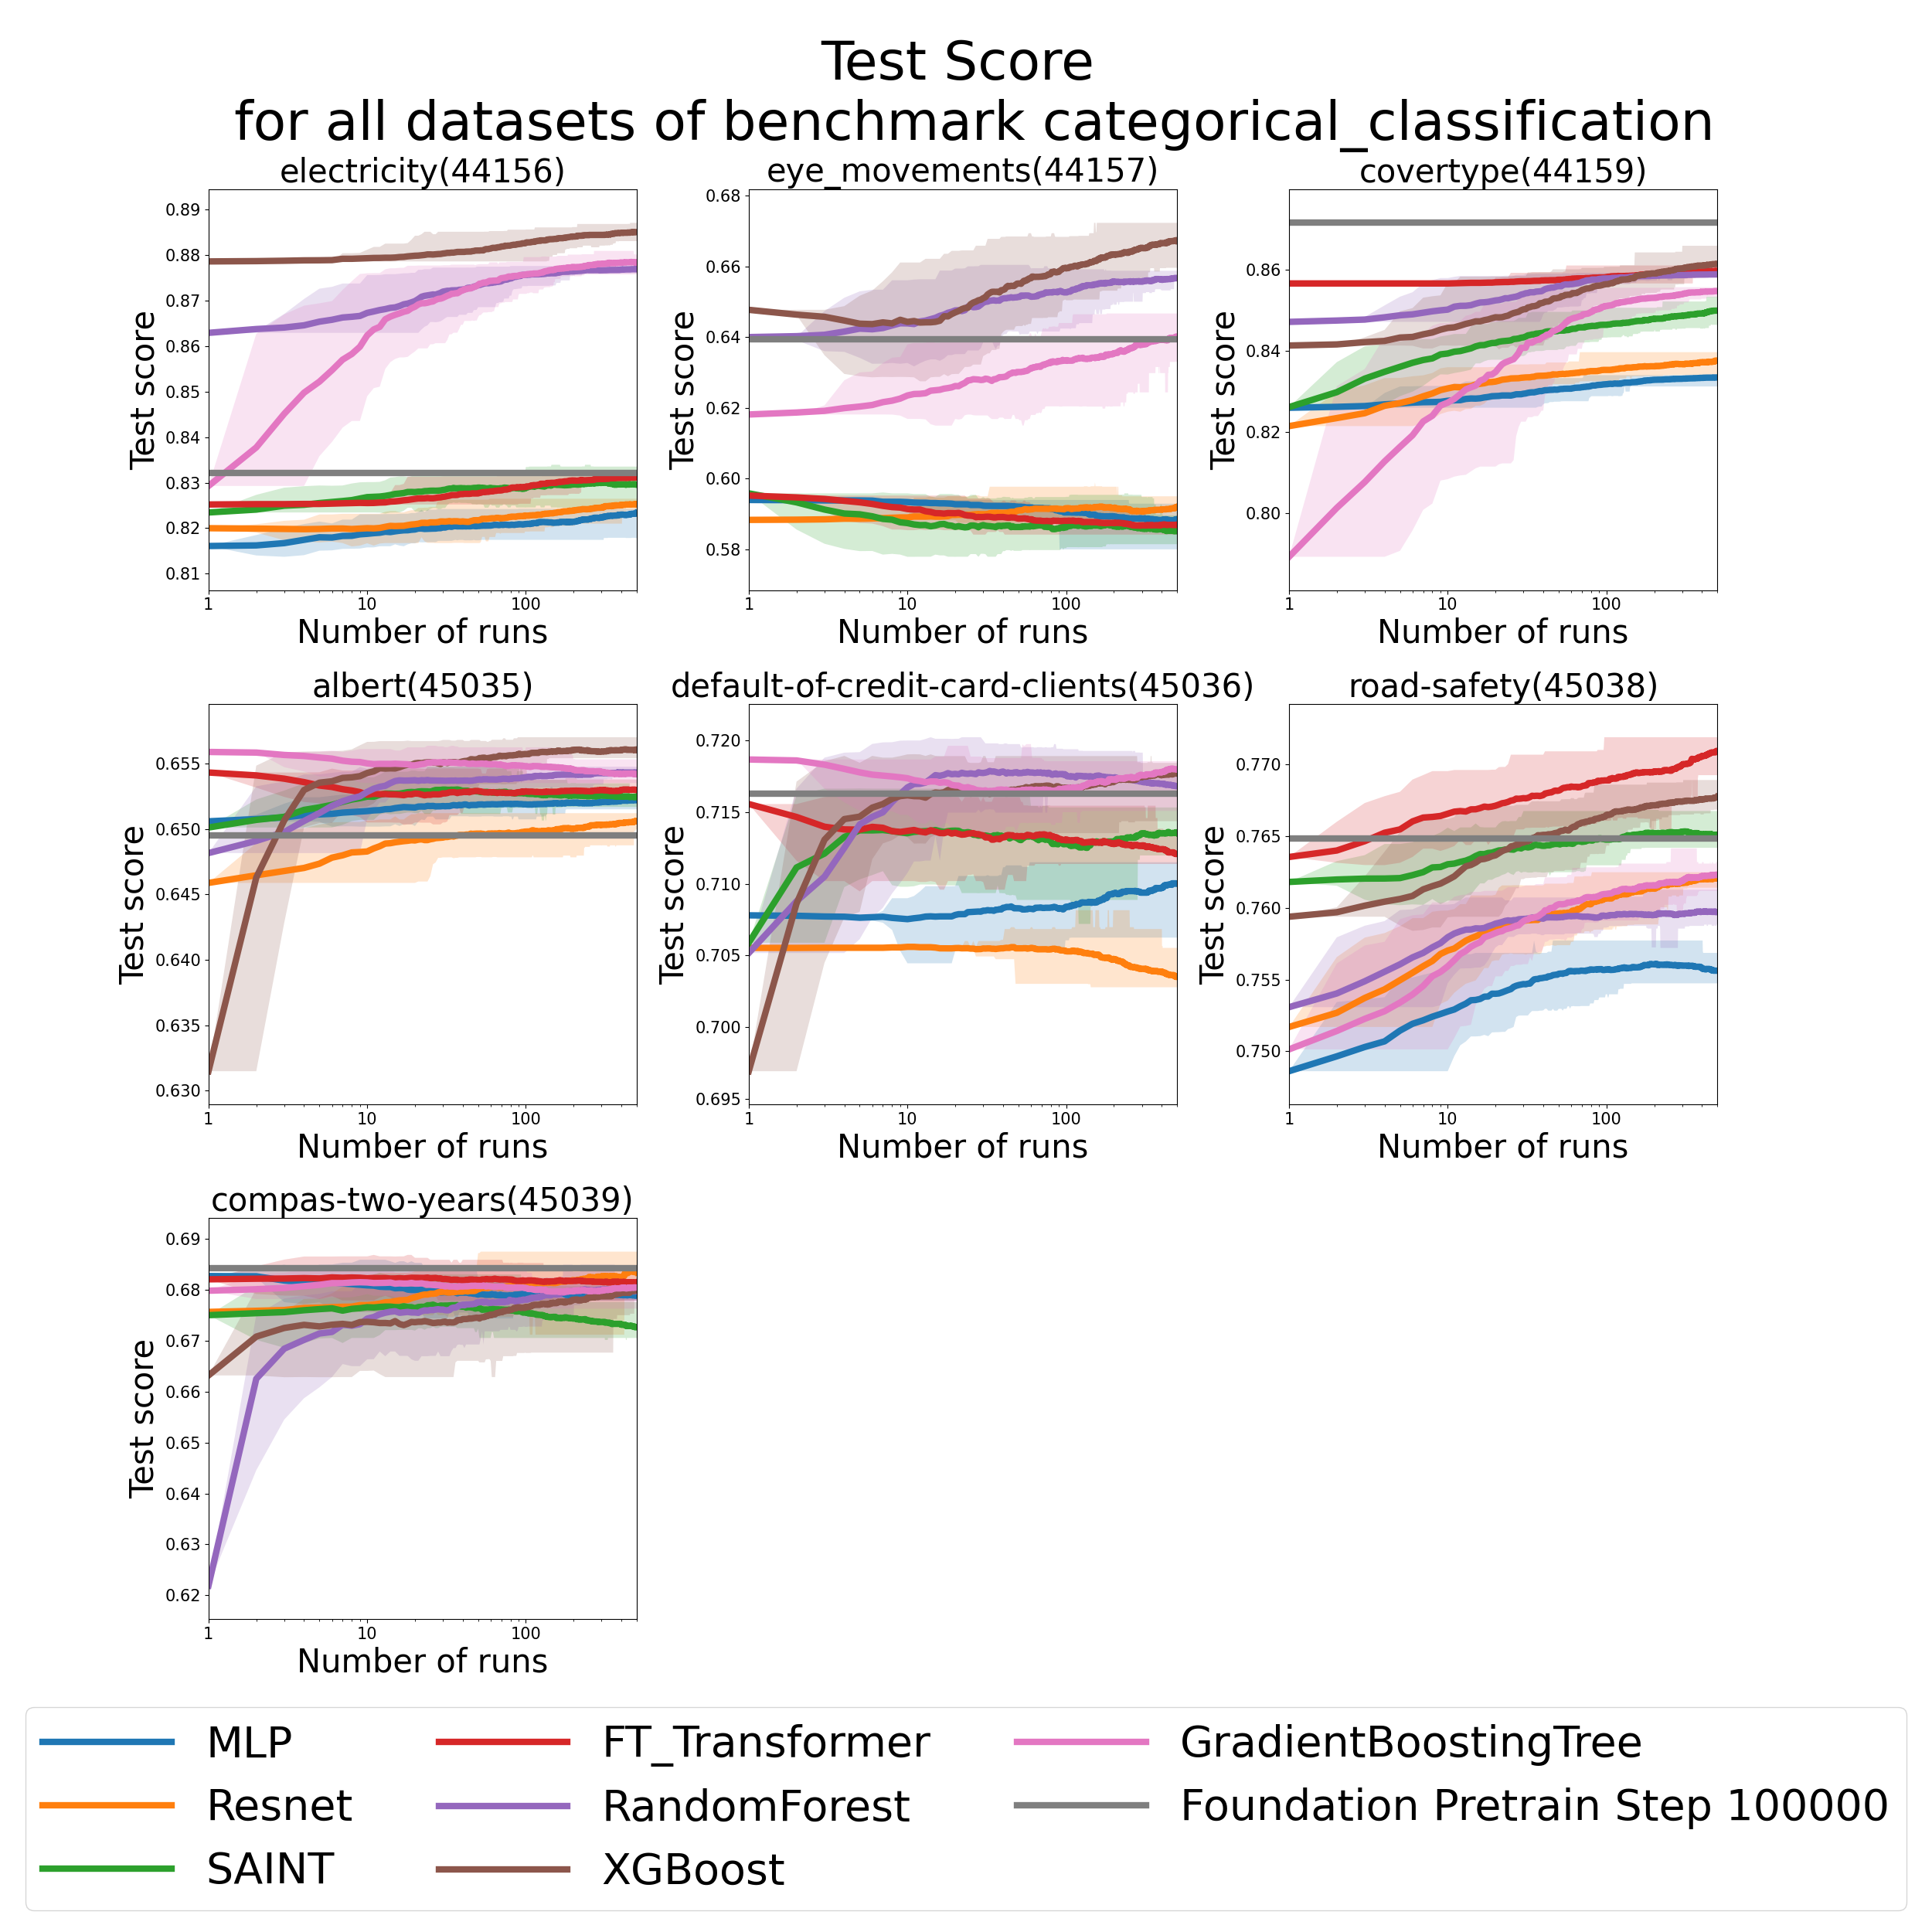 Test Score
for all datasets of benchmark categorical_classification
electricity(44156)
eye_movements(44157)
covertype(44159)
0.89
0.88
0.87
0.86
0.85
0.84
0.83
0.82
0.81
Test score
1 10 100
Number of runs
0.68
0.66
0.64
0.62
0.60
0.58
Test score
1 10 100
Number of runs
0.86
0.84
0.82
0.80
Test score
1 10 100
Number of runs
albert(45035)
default-of-credit-card-clients(45036)
road-safety(45038)
0.655
0.650
0.645
0.640
0.635
0.630
Test score
1 10 100
Number of runs
0.720
0.715
0.710
0.705
0.700
0.695
Test score
1 10 100
Number of runs
0.770
0.765
0.760
0.755
0.750
Test score
1 10 100
Number of runs
compas-two-years(45039)
0.69
0.68
0.67
0.66
0.65
0.64
0.63
0.62
Test score
1 10 100
Number of runs
MLP
Resnet
SAINT
FT_Transformer
RandomForest
XGBoost
GradientBoostingTree
Foundation Pretrain Step 100000